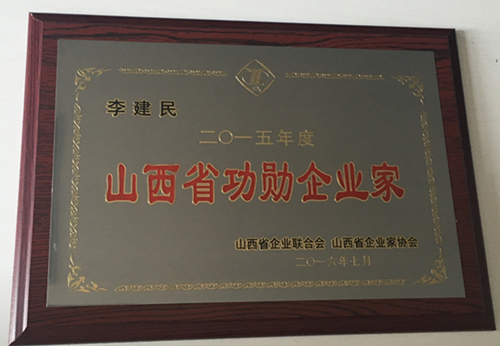 李建民
二〇一五年度
山西省功勋企业家
山西省企业联合会 山西省企业家协会
二〇一六年七月